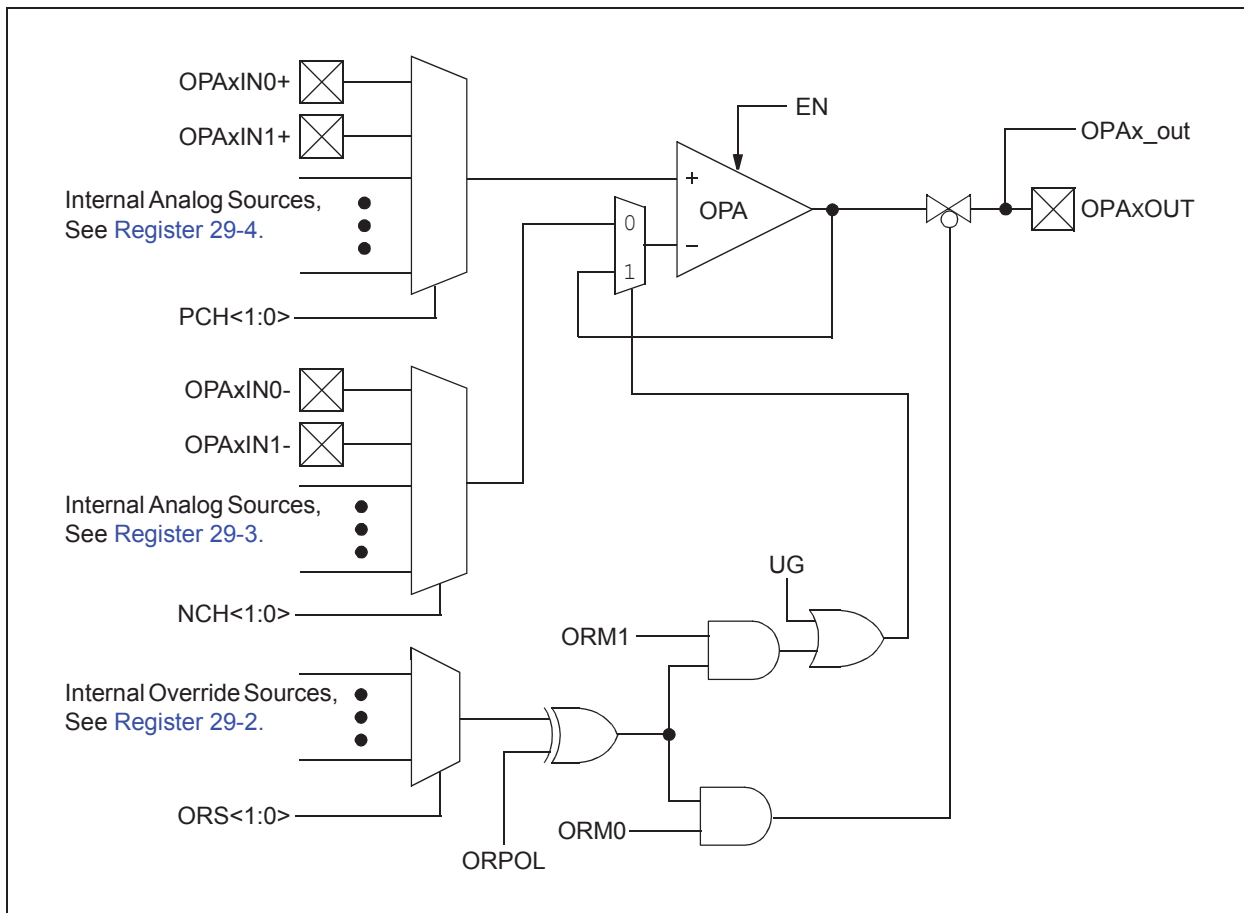 OPAxIN0+
OPAxIN1+
Internal Analog Sources,
See Register 29-4.
PCH<1:0>
EN
+
OPA
−
0
1
OPAx_out
OPAxOUT
OPAxIN0-
OPAxIN1-
Internal Analog Sources,
See Register 29-3.
NCH<1:0>
UG
ORM1
Internal Override Sources,
See Register 29-2.
ORS<1:0>
ORPOL
ORM0